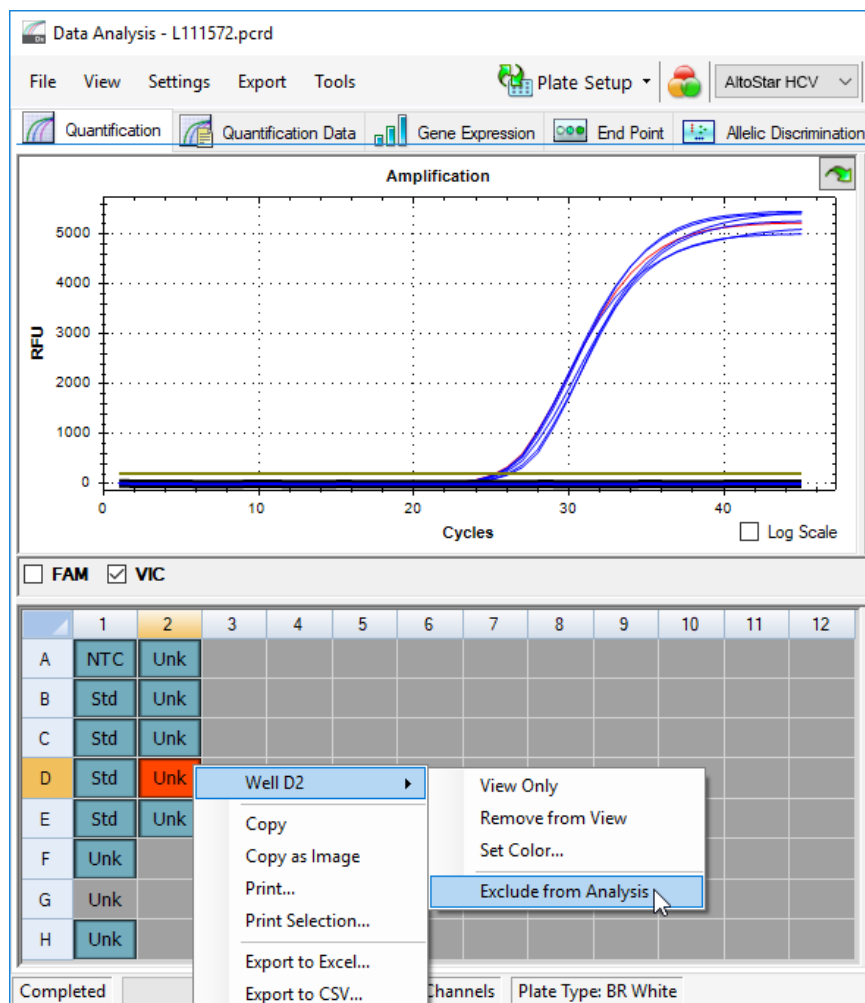 Data Analysis - L111572.pcrd
File View Settings Export Tools Plate Setup AltoStar HCV
Quantification Quantification Data Gene Expression End Point Allelic Discrimination
Amplification
RFU
5000
4000
3000
2000
1000
0
0 10 20 30 40
Cycles
Log Scale
FAM VIC
1 2 3 4 5 6 7 8 9 10 11 12
A NTC Unk
B Std Unk
C Std Unk
D Std Unk
E Std Unk
F Unk
G Unk
H Unk
Well D2
Copy
Copy as Image
Print...
Print Selection...
Export to Excel...
Export to CSV...
View Only
Remove from View
Set Color...
Exclude from Analysis
Completed Channels Plate Type: BR White